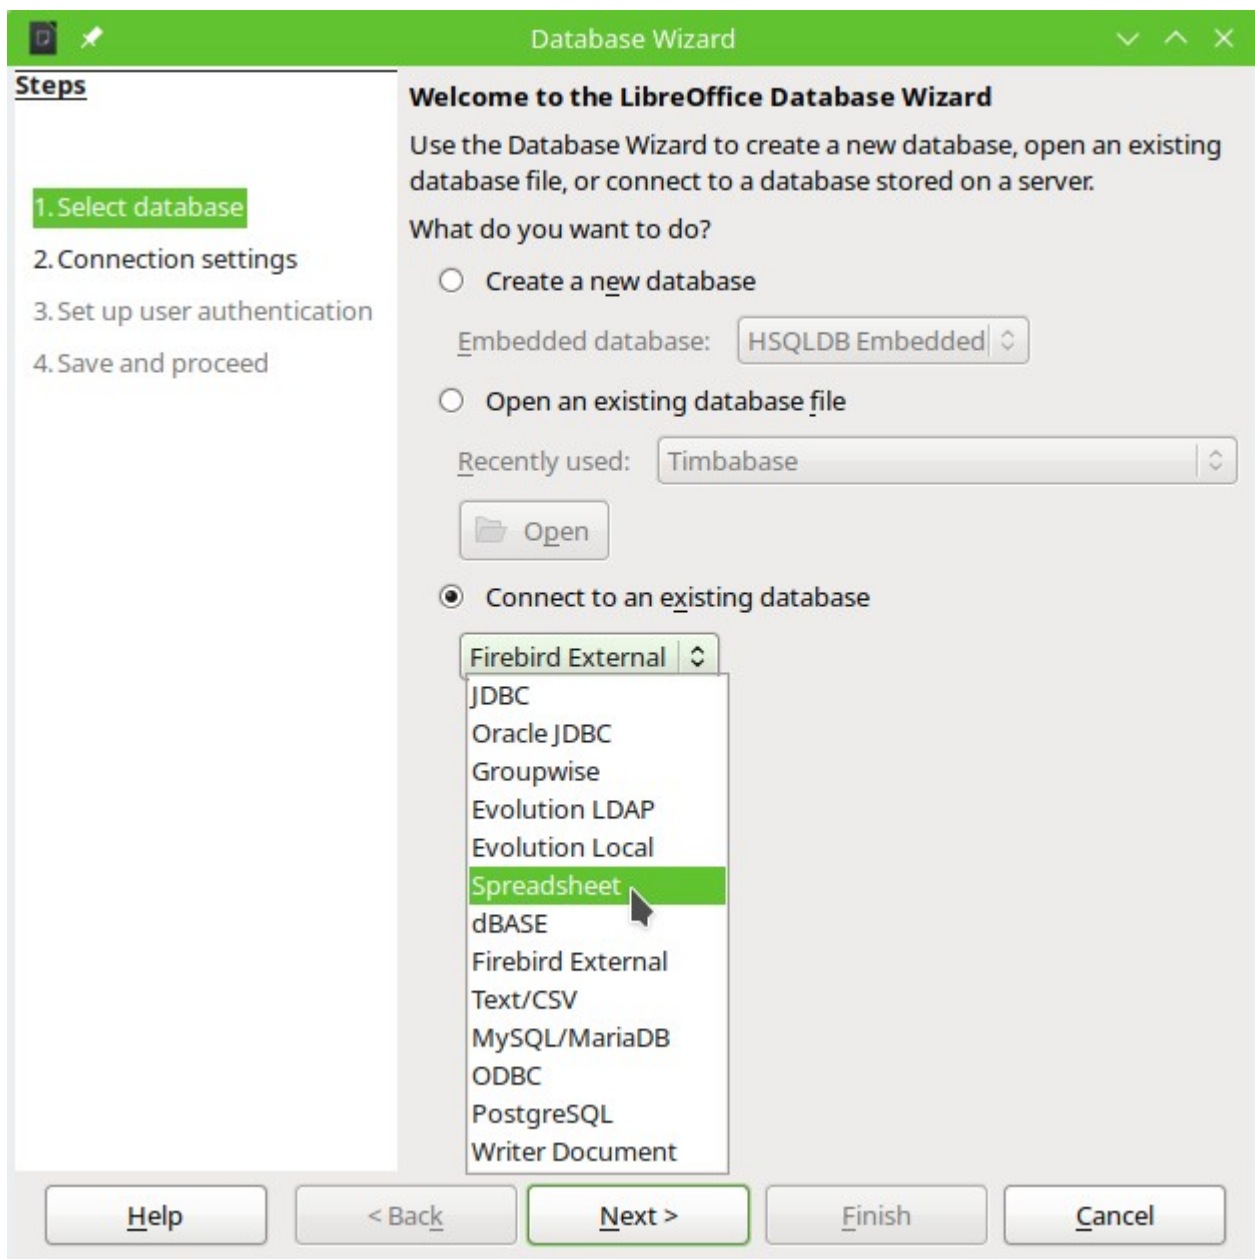 Database Wizard
Steps
1. Select database
2. Connection settings
3. Set up user authentication
4. Save and proceed
Welcome to the LibreOffice Database Wizard
Use the Database Wizard to create a new database, open an existing
database file, or connect to a database stored on a server.
What do you want to do?
Create a new database
Embedded database: HSQLDB Embedded
Open an existing database file
Recently used: Timbabase
Open
Connect to an existing database
Firebird External
JDBC
Oracle JDBC
Groupwise
Evolution LDAP
Evolution Local
Spreadsheet
dBASE
Firebird External
Text/CSV
MySQL/MariaDB
ODBC
PostgreSQL
Writer Document
Help < Back Next > Finish Cancel